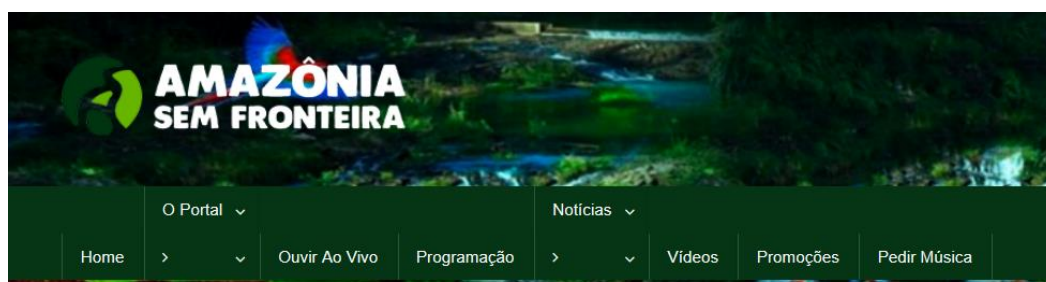 AMAZÔNIA
SEM FRONTEIRA
O Portal
Notícias
Home > Ouvir Ao Vivo Programação > Vídeos Promoções Pedir Música